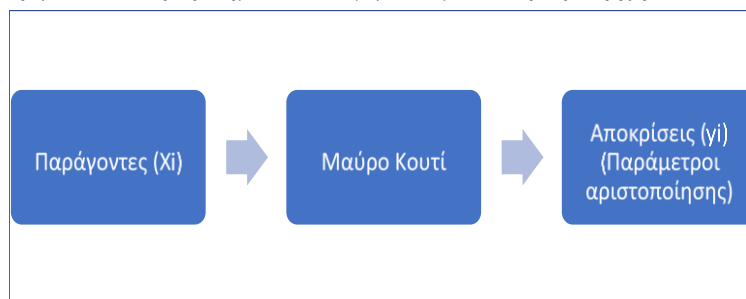 Παράγοντες (Xi)
Μαύρο Κουτί
Αποκρίσεις (yi)
(Παράμετροι
αριστοποίησης)